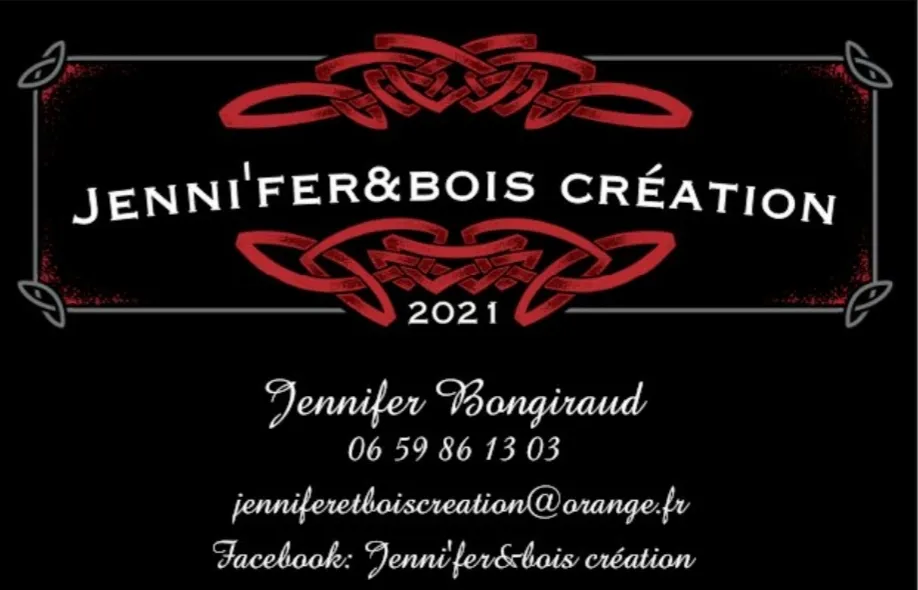 Jenni'fer&bois création
2021
Jennifer Bongiraud
06 59 86 13 03
jenniferetboiscreation@orange.fr
Facebook: Jenni'fer&bois création